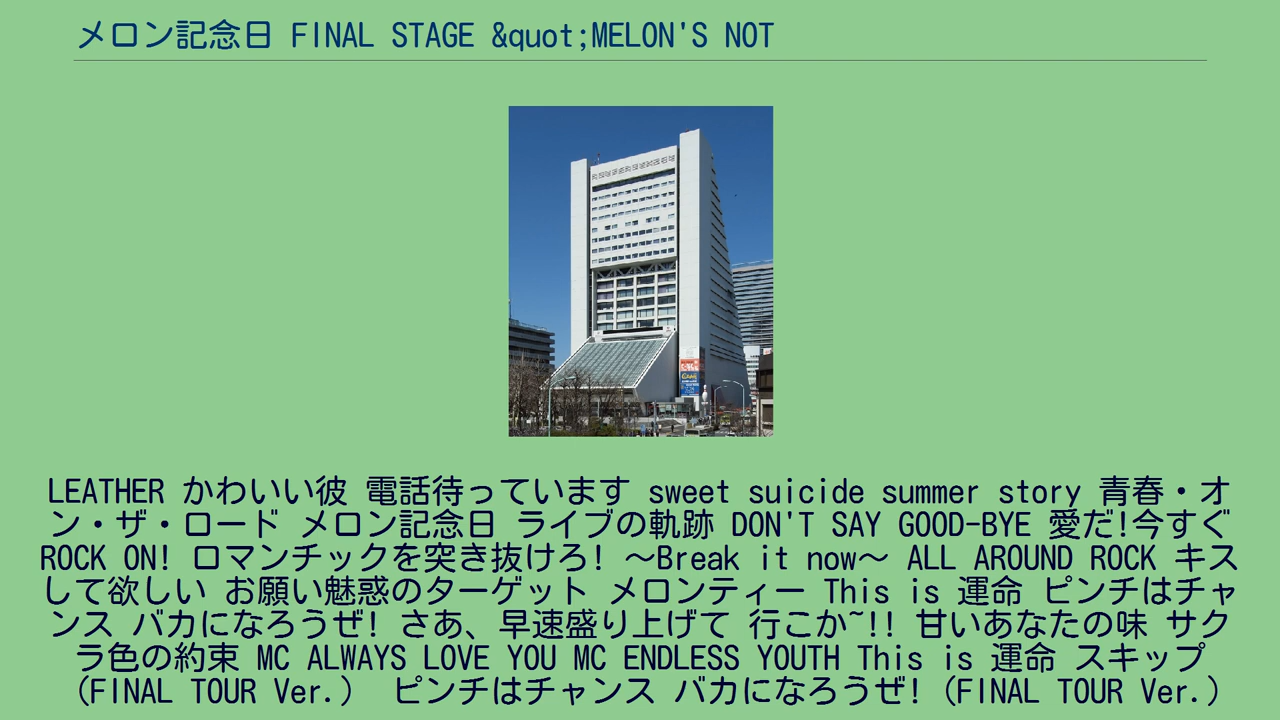 メロン記念日 FINAL STAGE &quot;MELON'S NOT
LEATHER かわいい彼 電話待っています sweet suicide summer story 青春・オ
ン・ザ・ロード メロン記念日 ライブの軌跡 DON'T SAY GOOD-BYE 愛だ!今すぐ
ROCK ON! ロマンチックを突き抜けろ! ～Break it now～ ALL AROUND ROCK キス
して欲しい お願い魅惑のターゲット メロンティー This is 運命 ピンチはチャ
ンス バカになろうぜ! さあ、早速盛り上げて 行こか~!! 甘いあなたの味 サク
ラ色の約束 MC ALWAYS LOVE YOU MC ENDLESS YOUTH This is 運命 スキップ
（FINAL TOUR Ver.） ピンチはチャンス バカになろうぜ!（FINAL TOUR Ver.）